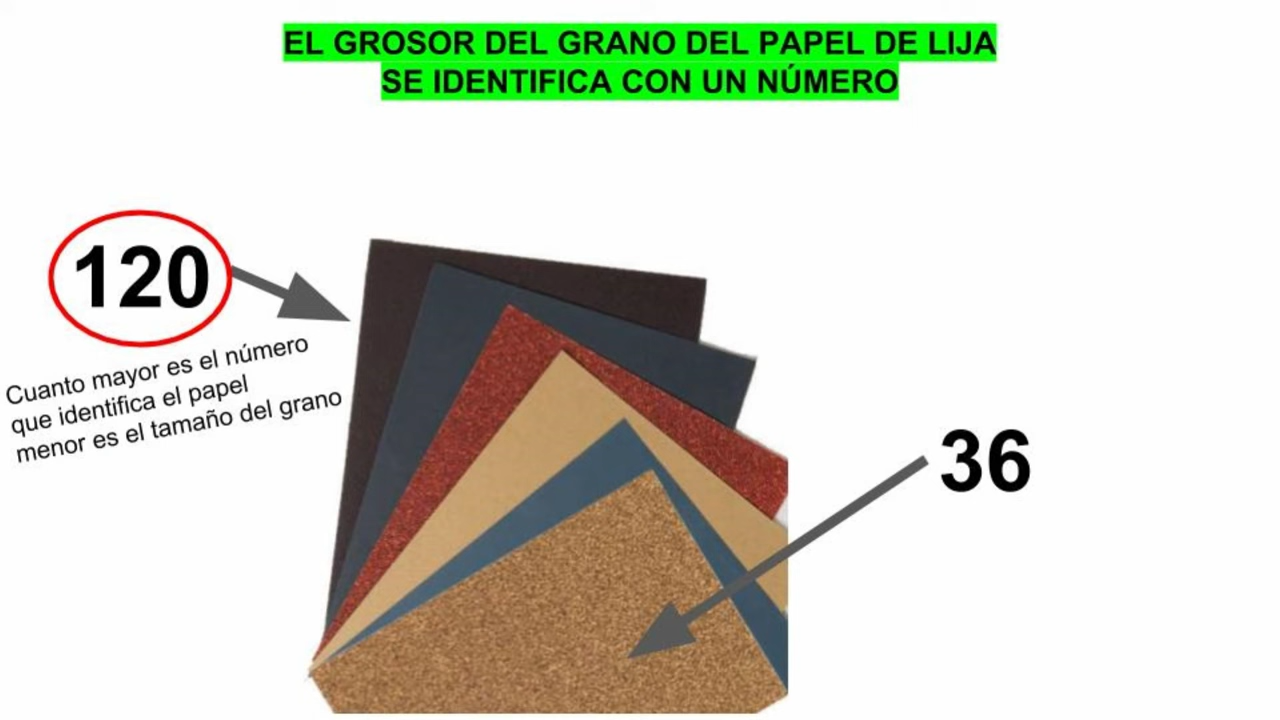 EL GROSOR DEL GRANO DEL PAPEL DE LIJA
SE IDENTIFICA CON UN NÚMERO
120
Cuanto mayor es el número
que identifica el papel
menor es el tamaño del grano
36